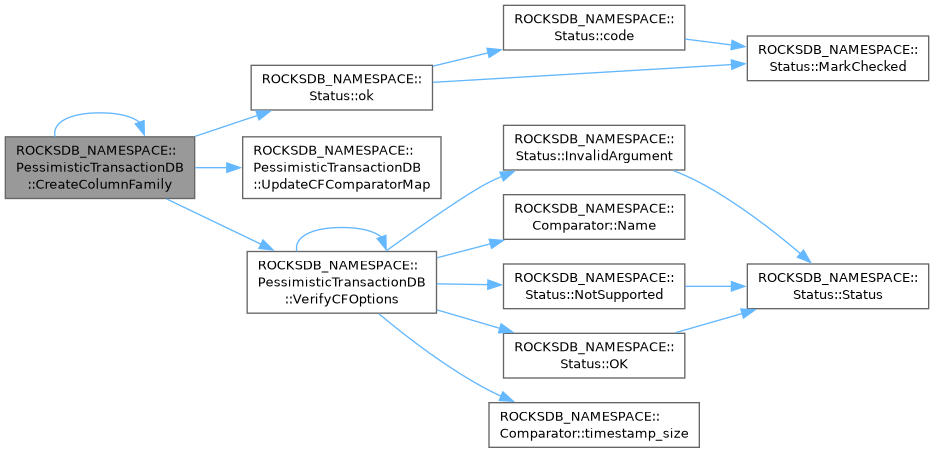 ROCKSDB_NAMESPACE::
PessimisticTransactionDB
::CreateColumnFamily
ROCKSDB_NAMESPACE::
Status::ok
ROCKSDB_NAMESPACE::
Status::code
ROCKSDB_NAMESPACE::
Status::MarkChecked
ROCKSDB_NAMESPACE::
PessimisticTransactionDB
::UpdateCFComparatorMap
ROCKSDB_NAMESPACE::
PessimisticTransactionDB
::VerifyCFOptions
ROCKSDB_NAMESPACE::
Status::InvalidArgument
ROCKSDB_NAMESPACE::
Comparator::Name
ROCKSDB_NAMESPACE::
Status::NotSupported
ROCKSDB_NAMESPACE::
Status::OK
ROCKSDB_NAMESPACE::
Comparator::timestamp_size
ROCKSDB_NAMESPACE::
Status::Status